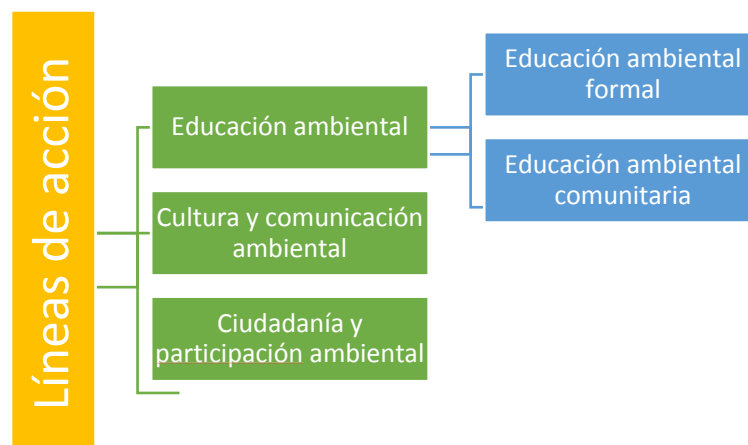 Líneas de acción
Educación ambiental
Cultura y comunicación
ambiental
Ciudadanía y
participación ambiental
Educación ambiental
formal
Educación ambiental
comunitaria